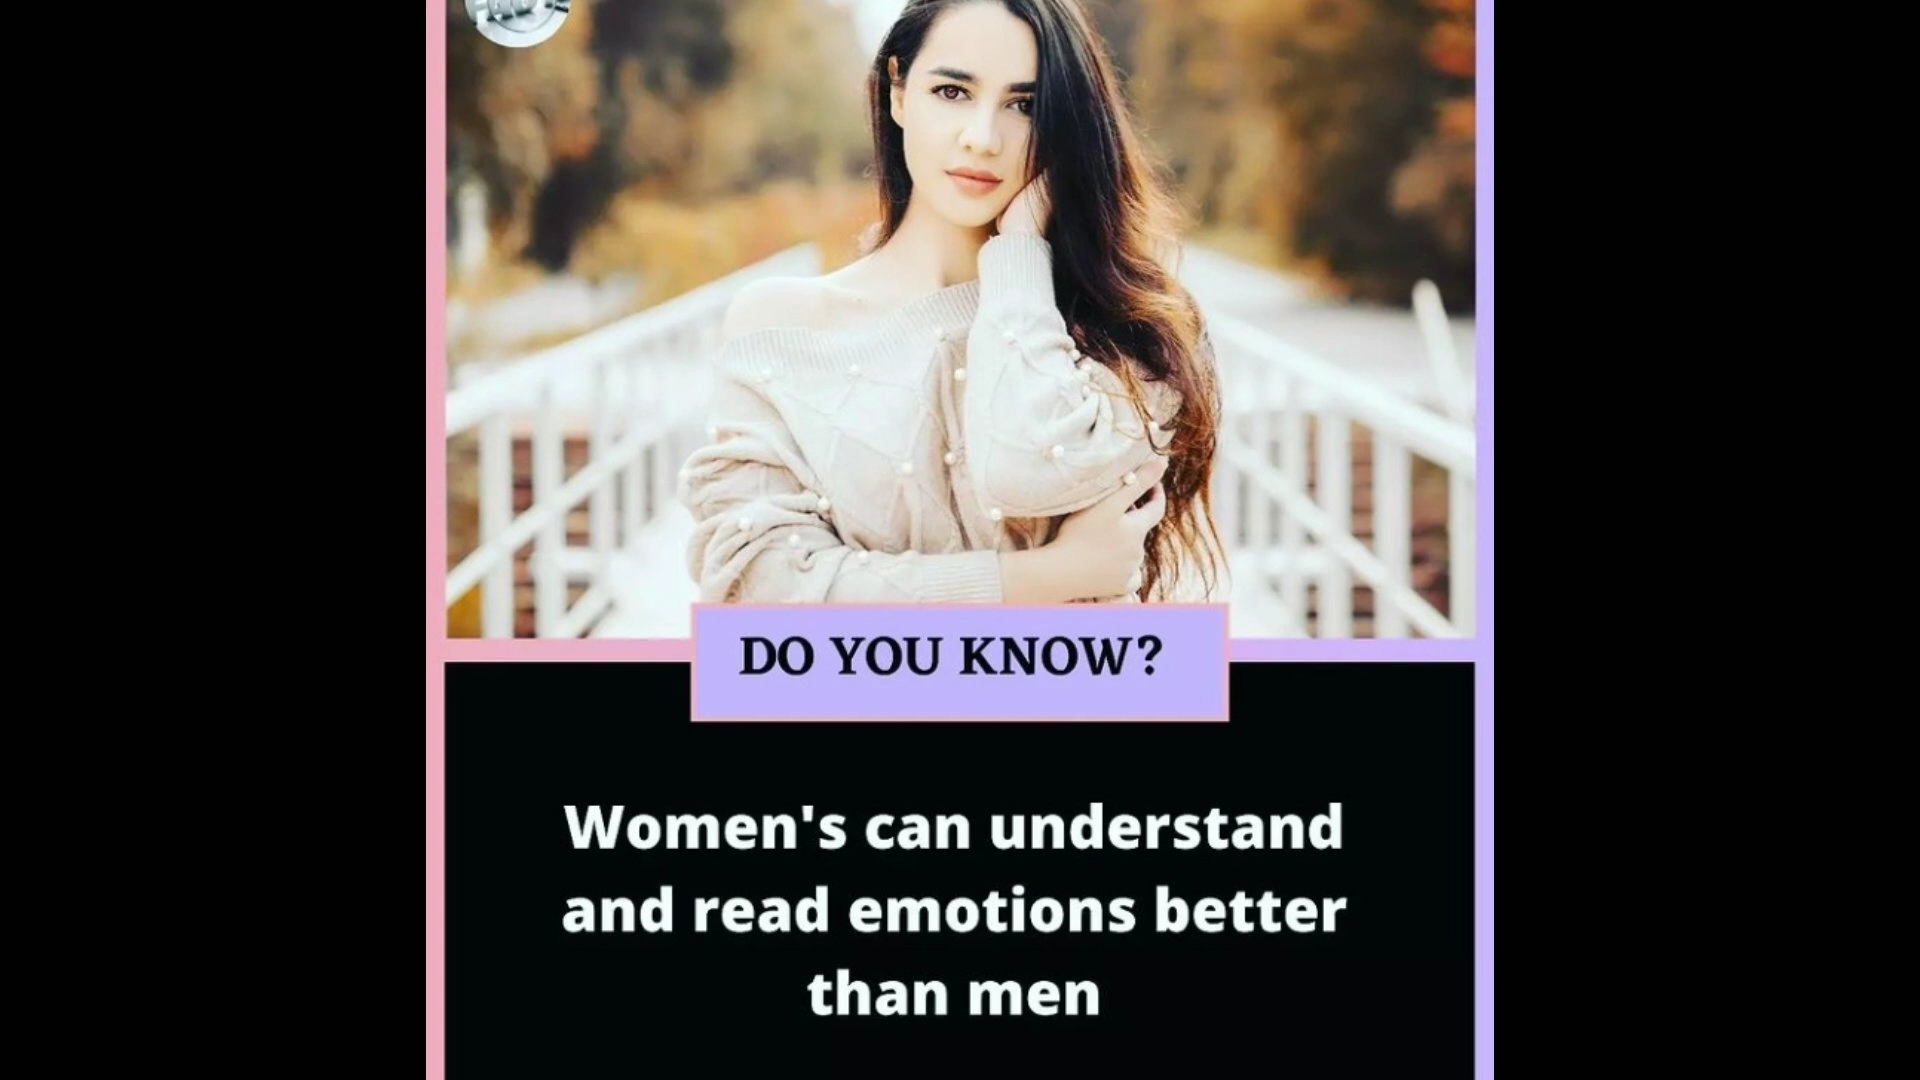 DO YOU KNOW?
Women's can understand
and read emotions better
than men